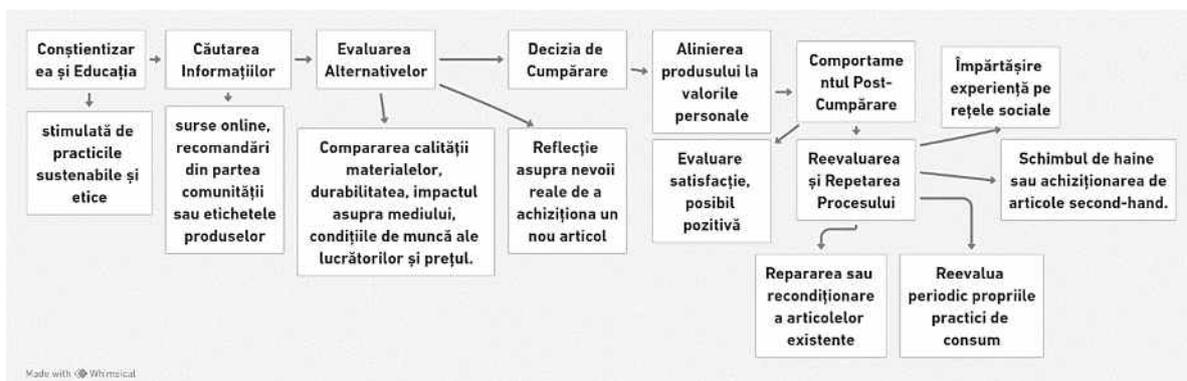 Conștientizar
ea și Educația
stimulată de
practicile
sustenabile și
etice
Căutarea
Informațiilor
surse online,
recomandări
din partea
comunității
sau etichetele
produselor
Evaluarea
Alternativelor
Compararea calității
materialelor,
durabilitatea, impactul
asupra mediului,
condițiile de muncă ale
lucrătorilor și prețul.
Reflecție
asupra nevoii
reale de a
achiziționa un
nou articol
Decizia de
Cumpărare
Alinierea
produsului la
valorile
personale
Comportame
ntul Post-
Cumpărare
Evaluare
satisfacție,
posibil
pozitivă
Reevaluarea
și Repetarea
Procesului
Împărtășire
experiență pe
rețele sociale
Schimbul de haine
sau achiziționarea de
articole second-hand.
Repararea sau
recondiționare
a articolelor
existente
Reevalua
periodic propriile
practici de
consum
Made with Whimsical